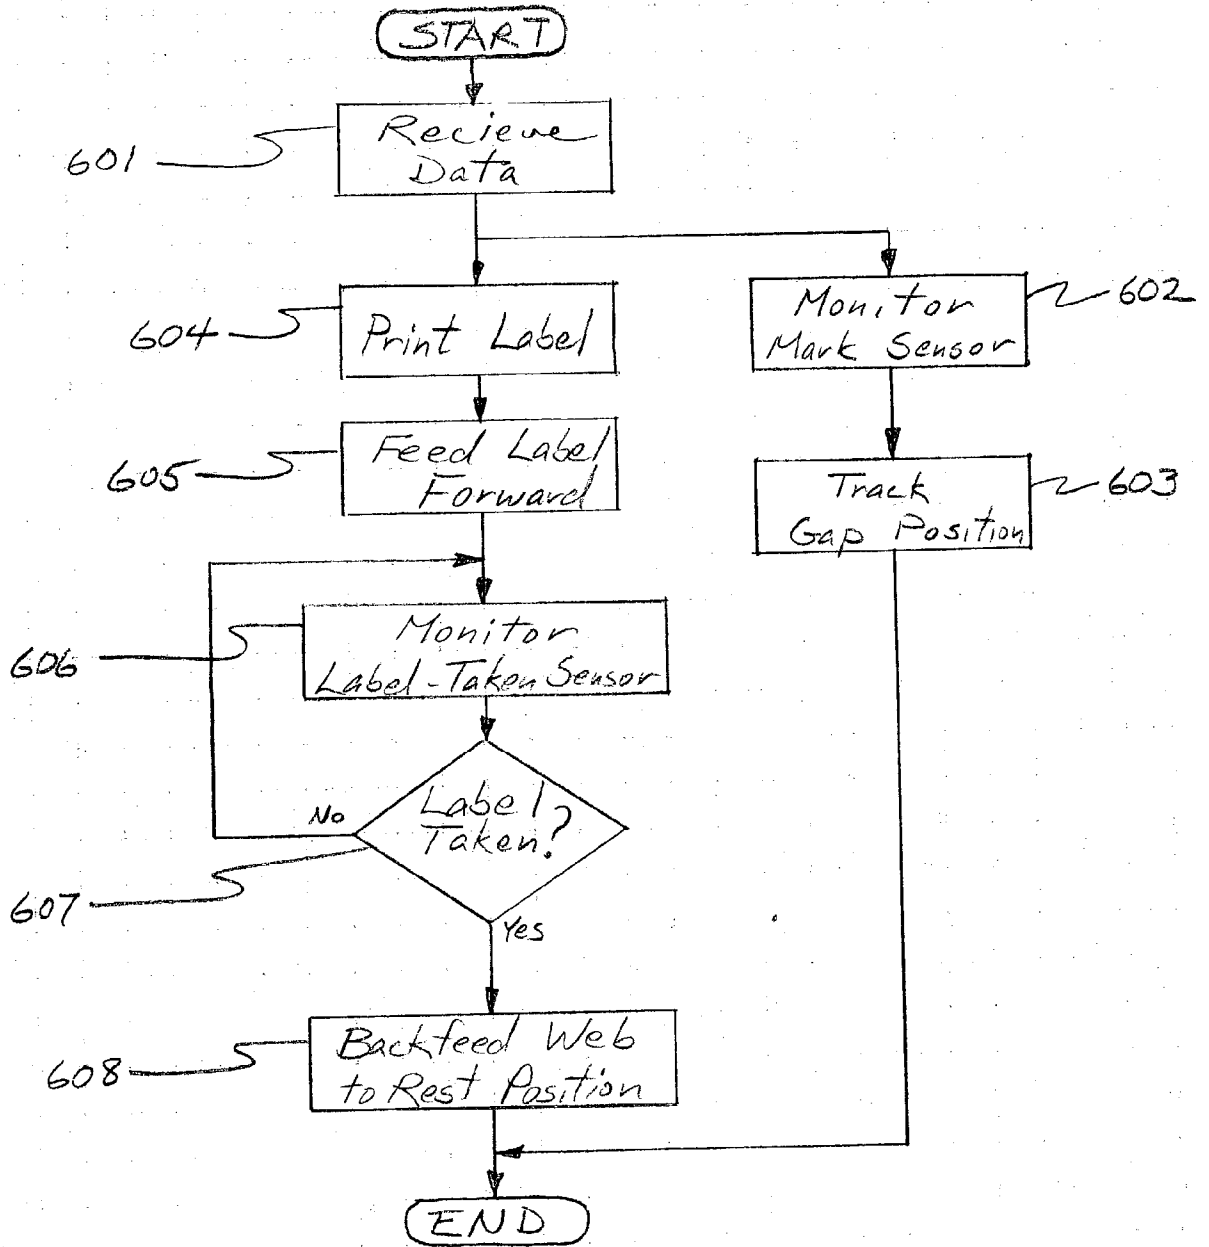 START
Recieve
Data
601
Monitor
Mark Sensor
602
604
Print Label
605
Feed Label
Forward
Track
Gap Position
603
606
Monitor
Label-Taken Sensor
Label
Taken?
No
607
Yes
608
Backfeed Web
to Rest Position
END